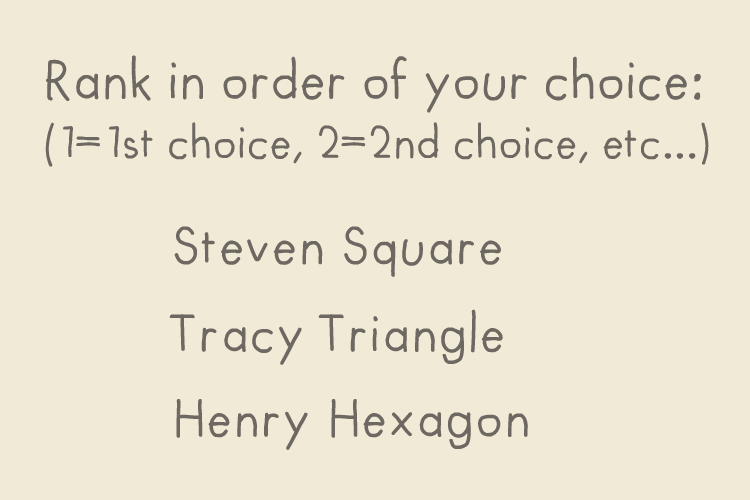 Rank in order of your choice:
(1=1st choice, 2=2nd choice, etc...)
Steven Square
Tracy Triangle
Henry Hexagon